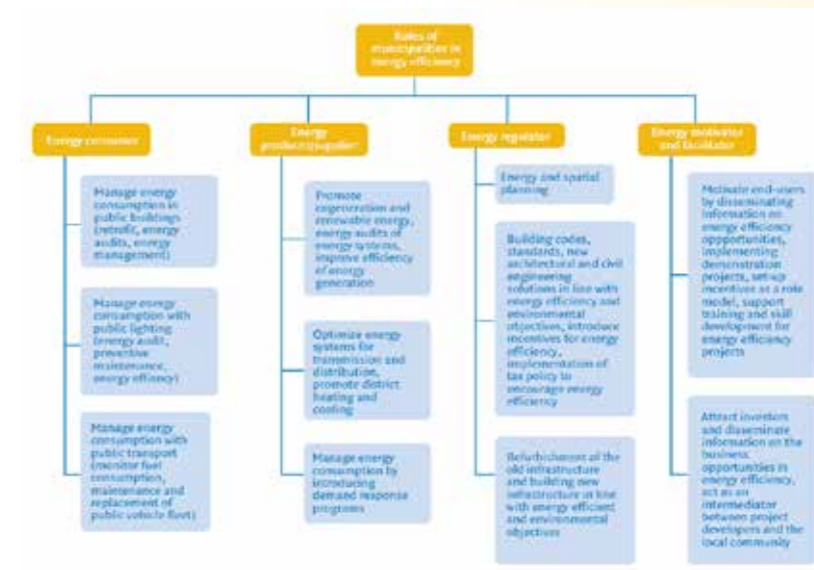 Roles of
municipalities in
energy efficiency
Energy consumer
Manage energy
consumption in
public buildings
(retrofit, energy
audits, energy
management)
Manage energy
consumption with
public lighting
(energy audit,
preventive
maintenance,
energy effiency)
Manage energy
consumption with
public transport
(monitor fuel
consumption,
maintenance and
replacement of
public vehicle fleet)
Energy
producer/supplier
Promote
cogeneration and
renewable energy,
energy audits of
energy systems,
improve efficiency
of energy
generation
Optimize energy
systems for
transmission and
distribution,
promote district
heating and
cooling
Manage energy
consumption by
introducing
demand response
programs
Energy regulator
Energy and spatial
planning
Building codes,
standards, new
architectural and civil
engineering
solutions in line with
energy efficiency and
environmental
objectives, introduce
incentives for energy
efficiency,
implementation of
tax policy to
encourage energy
efficiency
Refurbishment of the
old infrastructure
and building new
infrastructure in line
with energy efficient
and environmental
objectives
Energy motivator
and facilitator
Motivate end-users
by disseminating
information on
energy efficiency
oppportunities,
implementing
demonstration
projects, set-up
incentives as a role
model, support
training and skill
development for
energy efficiency
projects
Attract investors
and disseminate
information on the
business
opportunities in
energy efficiency,
act as an
intermediator
between project
developers and the
local community